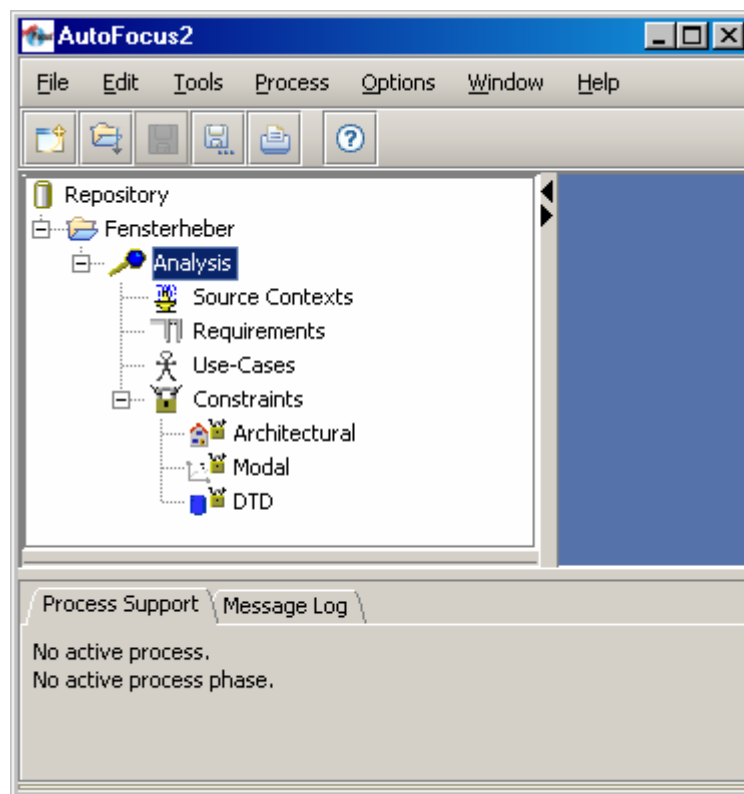 AutoFocus2
File Edit Tools Process Options Window Help
Repository
Fensterheber
Analysis
Source Contexts
Requirements
Use-Cases
Constraints
Architectural
Modal
DTD
Process Support Message Log
No active process.
No active process phase.